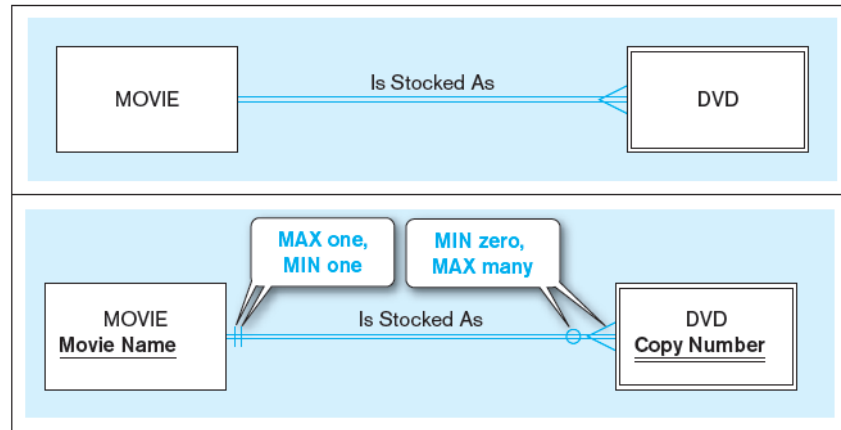 MOVIE
Is Stocked As
DVD
MAX one,
MIN one
MIN zero,
MAX many
MOVIE
Movie Name
Is Stocked As
DVD
Copy Number